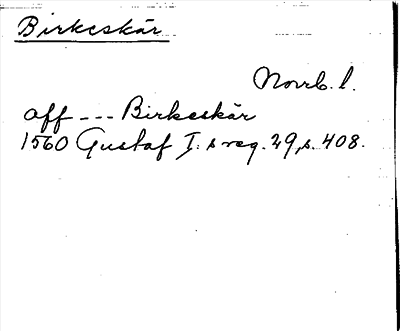 Birkeskär
Norrb. l.
aff --- Birkeskär
1560 Gustaf I:s reg. 29, s. 408.